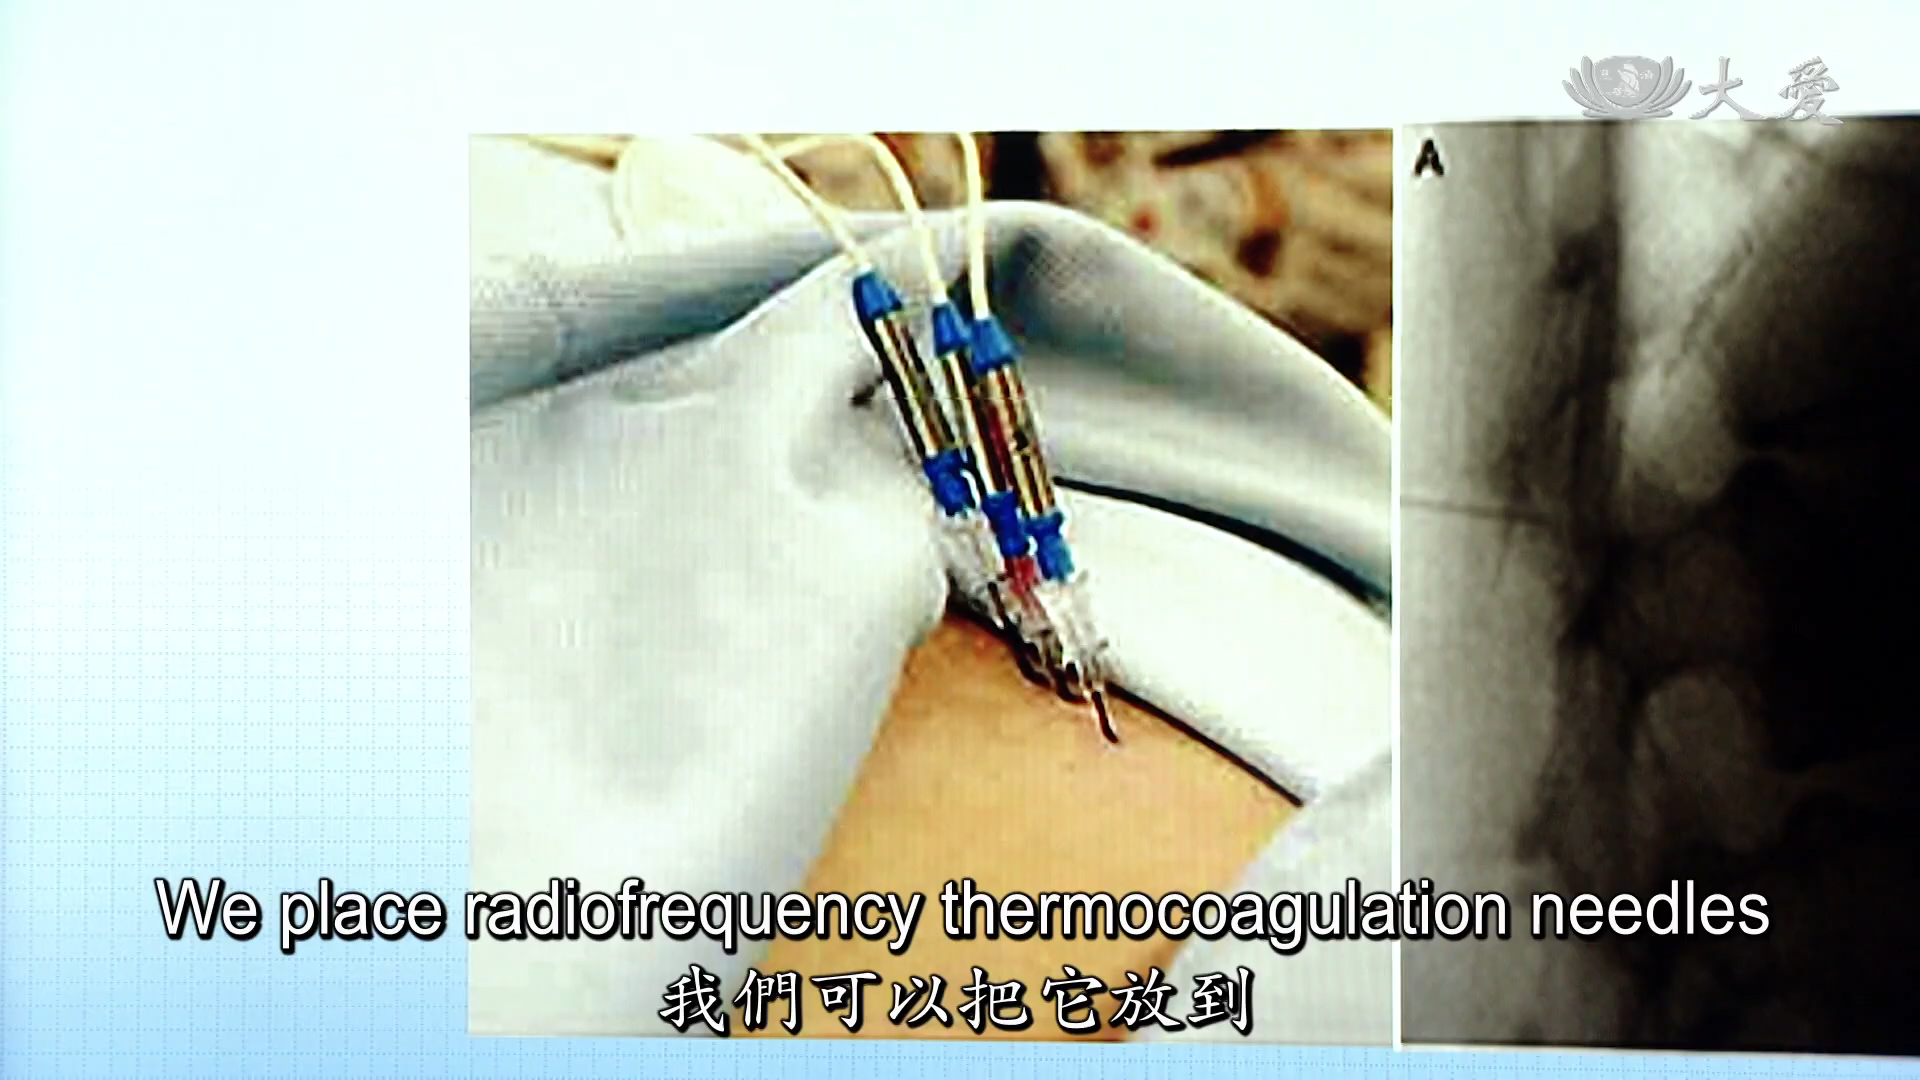 大愛
A
We place radiofrequency thermocoagulation needles
我們可以把它放到